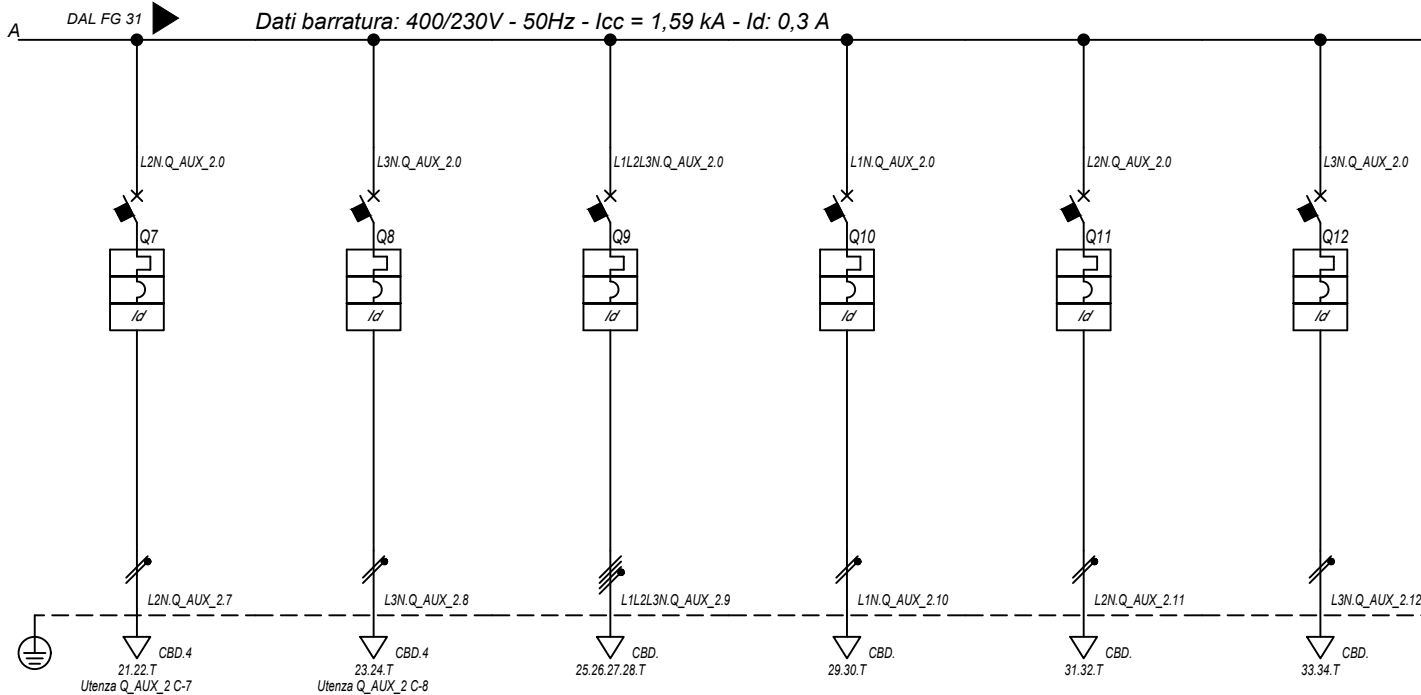 DAL FG 31
Dati barratura: 400/230V - 50Hz - Icc = 1,59 kA - Id: 0,3 A
A
L2N.Q_AUX_2.0
L3N.Q_AUX_2.0
L1L2L3N.Q_AUX_2.0
L1N.Q_AUX_2.0
L2N.Q_AUX_2.0
L3N.Q_AUX_2.0
Q7
Q8
Q9
Q10
Q11
Q12
Id
Id
Id
Id
Id
Id
L2N.Q_AUX_2.7
L3N.Q_AUX_2.8
L1L2L3N.Q_AUX_2.9
L1N.Q_AUX_2.10
L2N.Q_AUX_2.11
L3N.Q_AUX_2.12
CBD.4
CBD.4
CBD.
CBD.
CBD.
CBD.
21.22.T
23.24.T
25.26.27.28.T
29.30.T
31.32.T
33.34.T
Utenza Q_AUX_2 C-7
Utenza Q_AUX_2 C-8